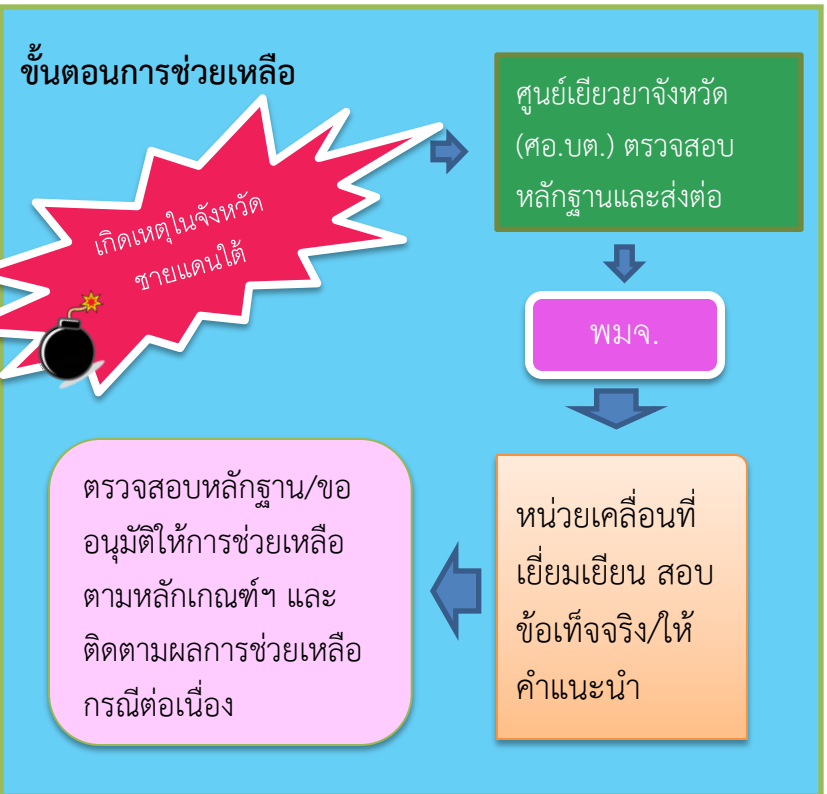 ขั้นตอนการช่วยเหลือ
เกิดเหตุในจังหวัด
ชายแดนใต้
ศูนย์เยียวยาจังหวัด
(ศอ.บต.) ตรวจสอบ
หลักฐานและส่งต่อ
พมจ.
หน่วยเคลื่อนที่
เยี่ยมเยียน สอบ
ข้อเท็จจริง/ให้
คำแนะนำ
ตรวจสอบหลักฐาน/ขอ
อนุมัติให้การช่วยเหลือ
ตามหลักเกณฑ์ฯ และ
ติดตามผลการช่วยเหลือ
กรณีต่อเนื่อง